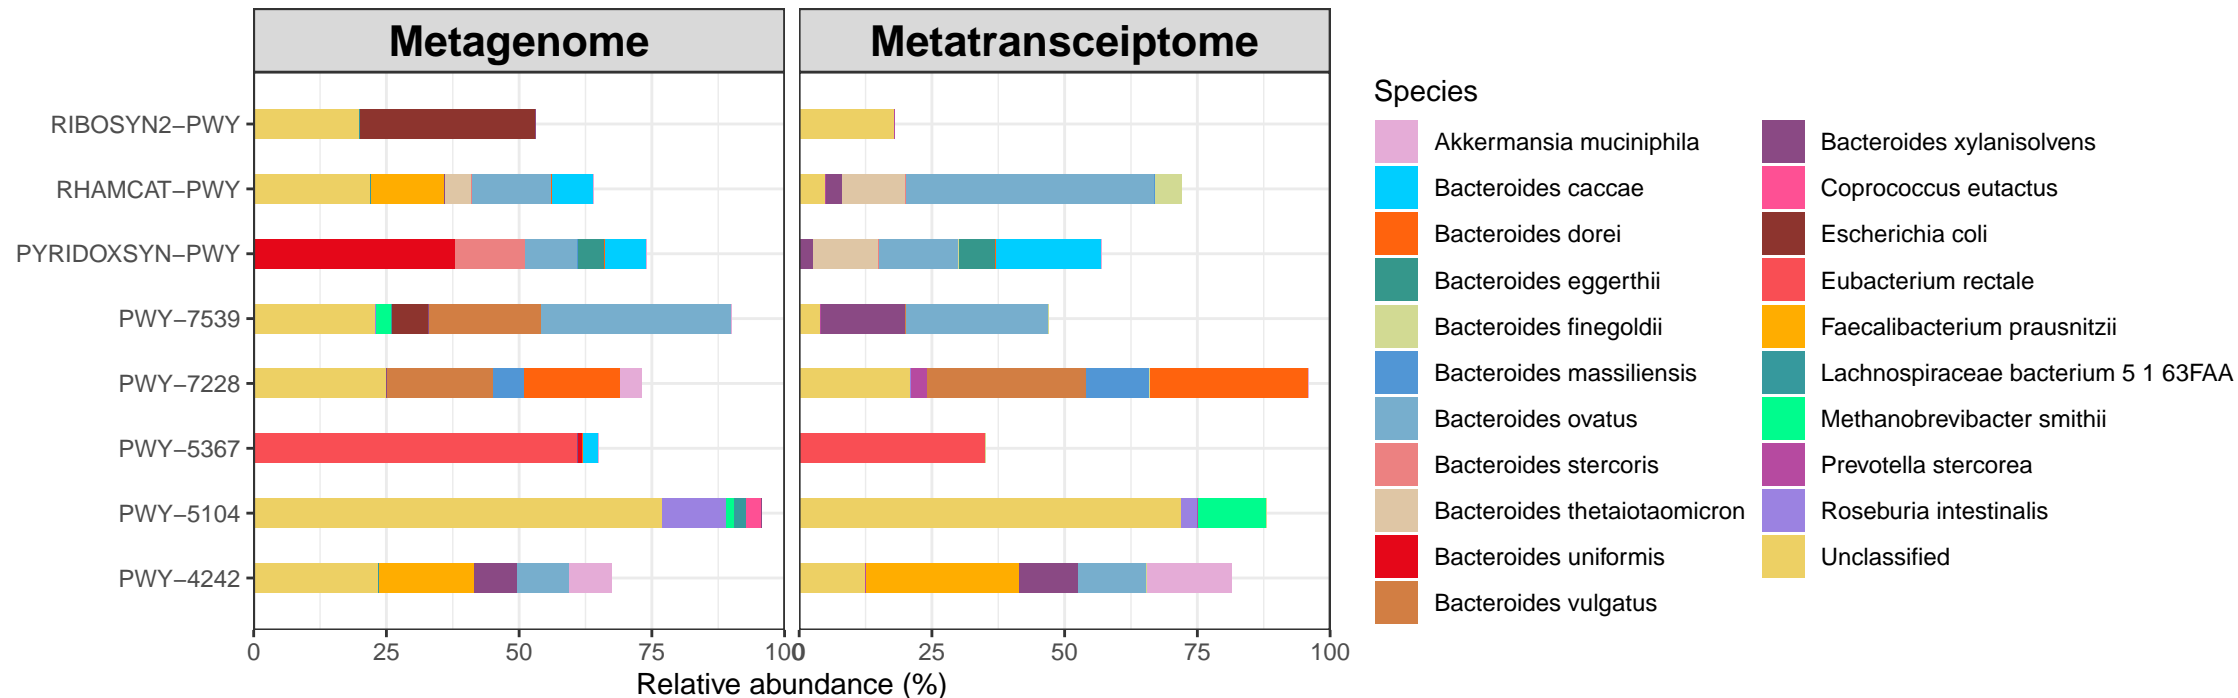 Metagenome
Metatransceiptome
RIBOSYN2−PWY
RHAMCAT−PWY
PYRIDOXSYN−PWY
PWY−7539
PWY−7228
PWY−5367
PWY−5104
PWY−4242
0 25 50 75 100
0 25 50 75 100
Relative abundance (%)
Species
Akkermansia muciniphila
Bacteroides caccae
Bacteroides dorei
Bacteroides eggerthii
Bacteroides finegoldii
Bacteroides massiliensis
Bacteroides ovatus
Bacteroides stercoris
Bacteroides thetaiotaomicron
Bacteroides uniformis
Bacteroides vulgatus
Bacteroides xylanisolvens
Coprococcus eutactus
Escherichia coli
Eubacterium rectale
Faecalibacterium prausnitzii
Lachnospiraceae bacterium 5 1 63FAA
Methanobrevibacter smithii
Prevotella stercorea
Roseburia intestinalis
Unclassified